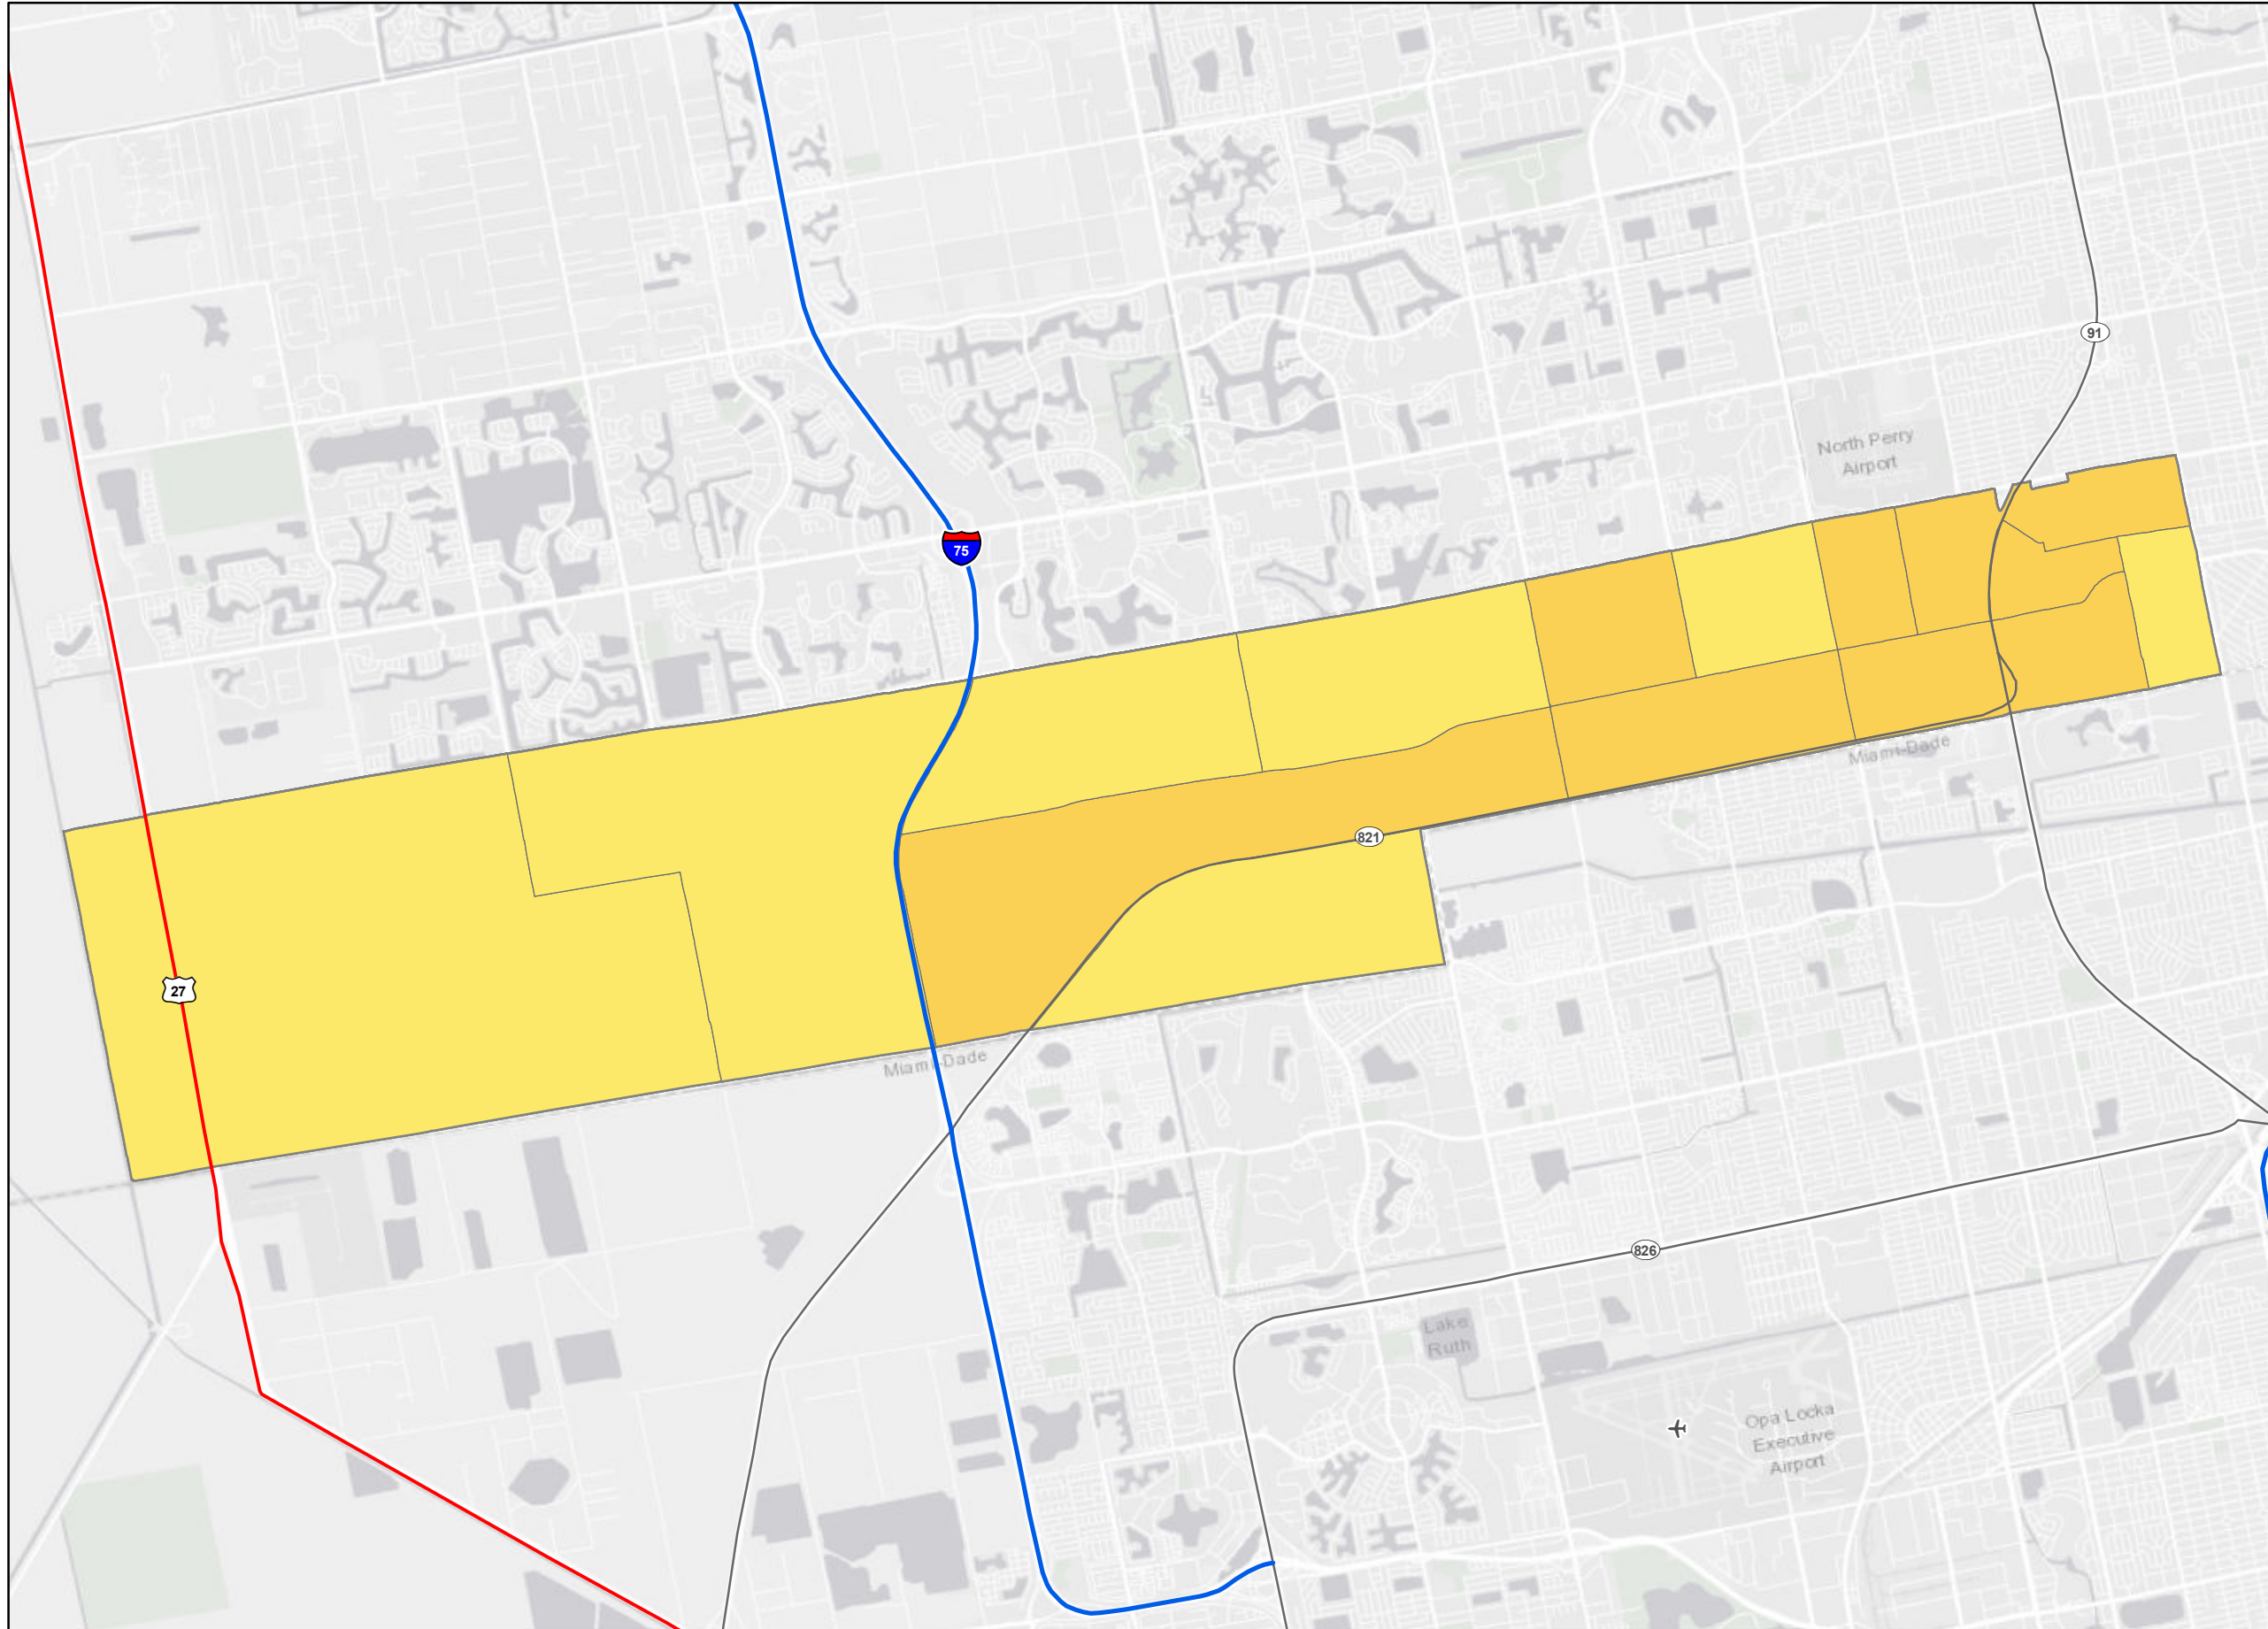 91
North Perry
Airport
75
Miami-Dade
821
27
Miami-Dade
826
Lake
Ruth
Opa Locka
Executive
Airport